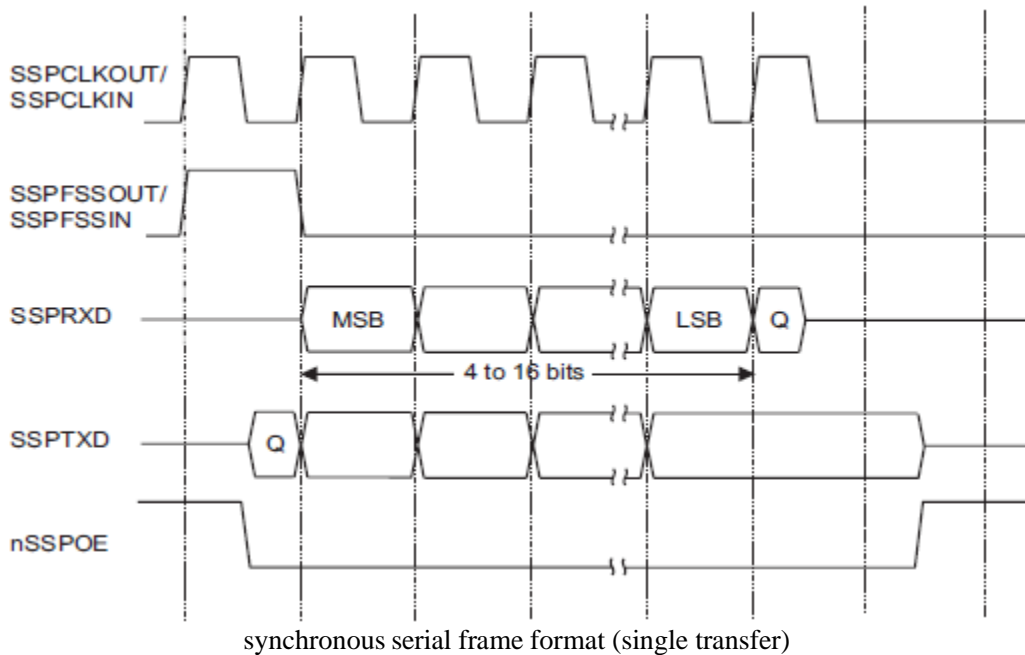 SSPCLKOUT/
SSPCLKIN
SSPFSSOUT/
SSPFSSIN
SSPRXD
MSB
LSB
Q
4 to 16 bits
SSPTXD
Q
nSSPOE
synchronous serial frame format (single transfer)